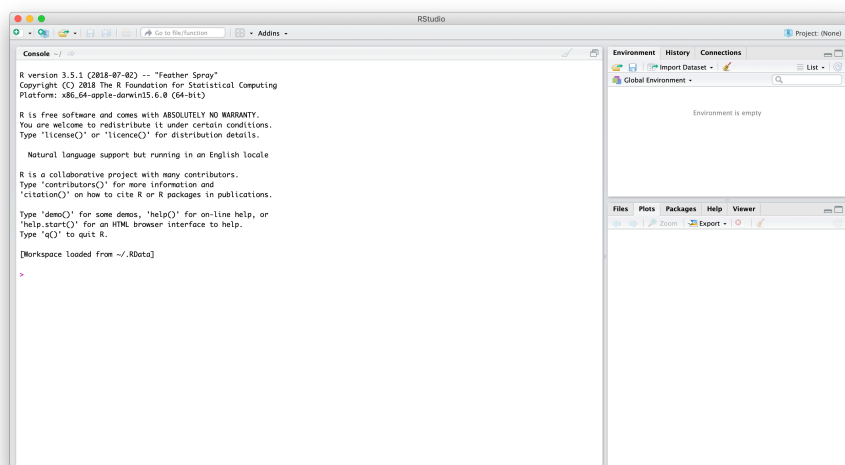 RStudio
Go to file/function
Addins
Project: (None)
Console ~/
R version 3.5.1 (2018-07-02) -- "Feather Spray"
Copyright (C) 2018 The R Foundation for Statistical Computing
Platform: x86_64-apple-darwin15.6.0 (64-bit)
R is free software and comes with ABSOLUTELY NO WARRANTY.
You are welcome to redistribute it under certain conditions.
Type 'license()' or 'licence()' for distribution details.
Natural language support but running in an English locale
R is a collaborative project with many contributors.
Type 'contributors()' for more information and
'citation()' on how to cite R or R packages in publications.
Type 'demo()' for some demos, 'help()' for on-line help, or
'help.start()' for an HTML browser interface to help.
Type 'q()' to quit R.
[Workspace loaded from ~/.RData]
>
Environment History Connections
Import Dataset List
Global Environment
Environment is empty
Files Plots Packages Help Viewer
Zoom Export